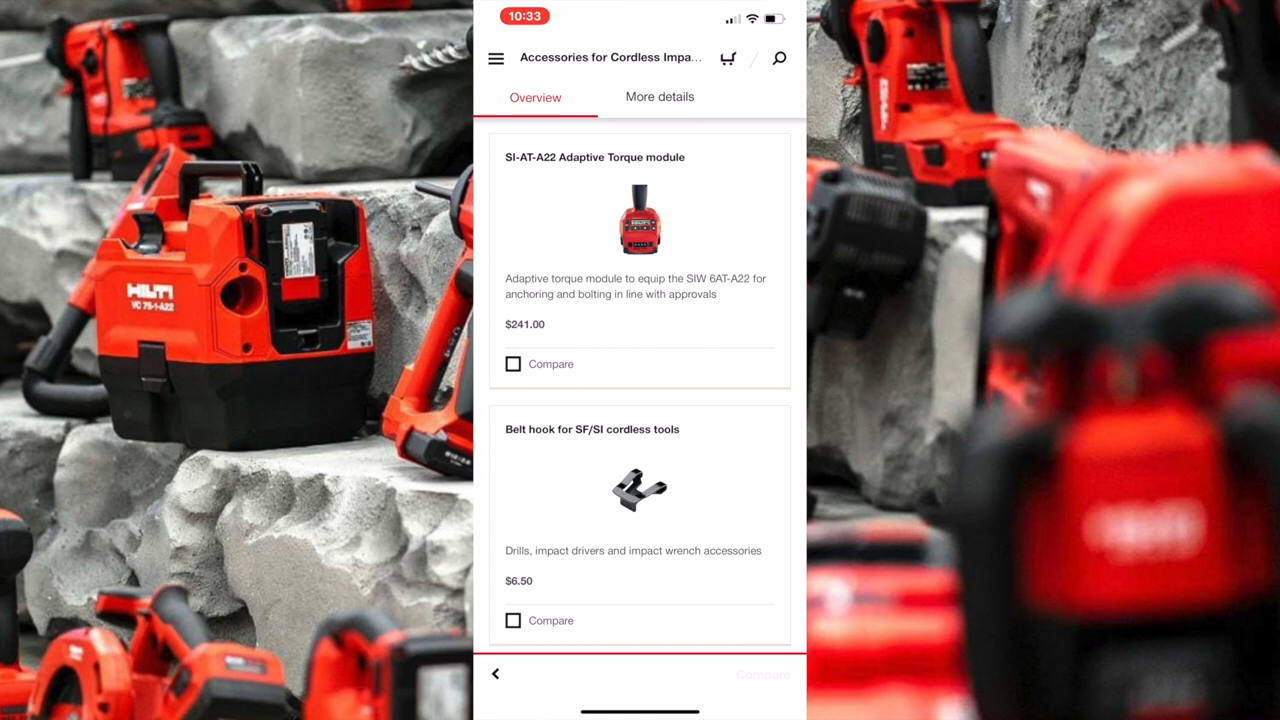 10:33
Accessories for Cordless Impa...
Overview
More details
SI-AT-A22 Adaptive Torque module
HILTI
Adaptive torque module to equip the SIW 6AT-A22 for
anchoring and bolting in line with approvals
$241.00
Compare
Belt hook for SF/SI cordless tools
Drills, impact drivers and impact wrench accessories
$6.50
Compare
Compare
HILTI
VC 75-1-A22